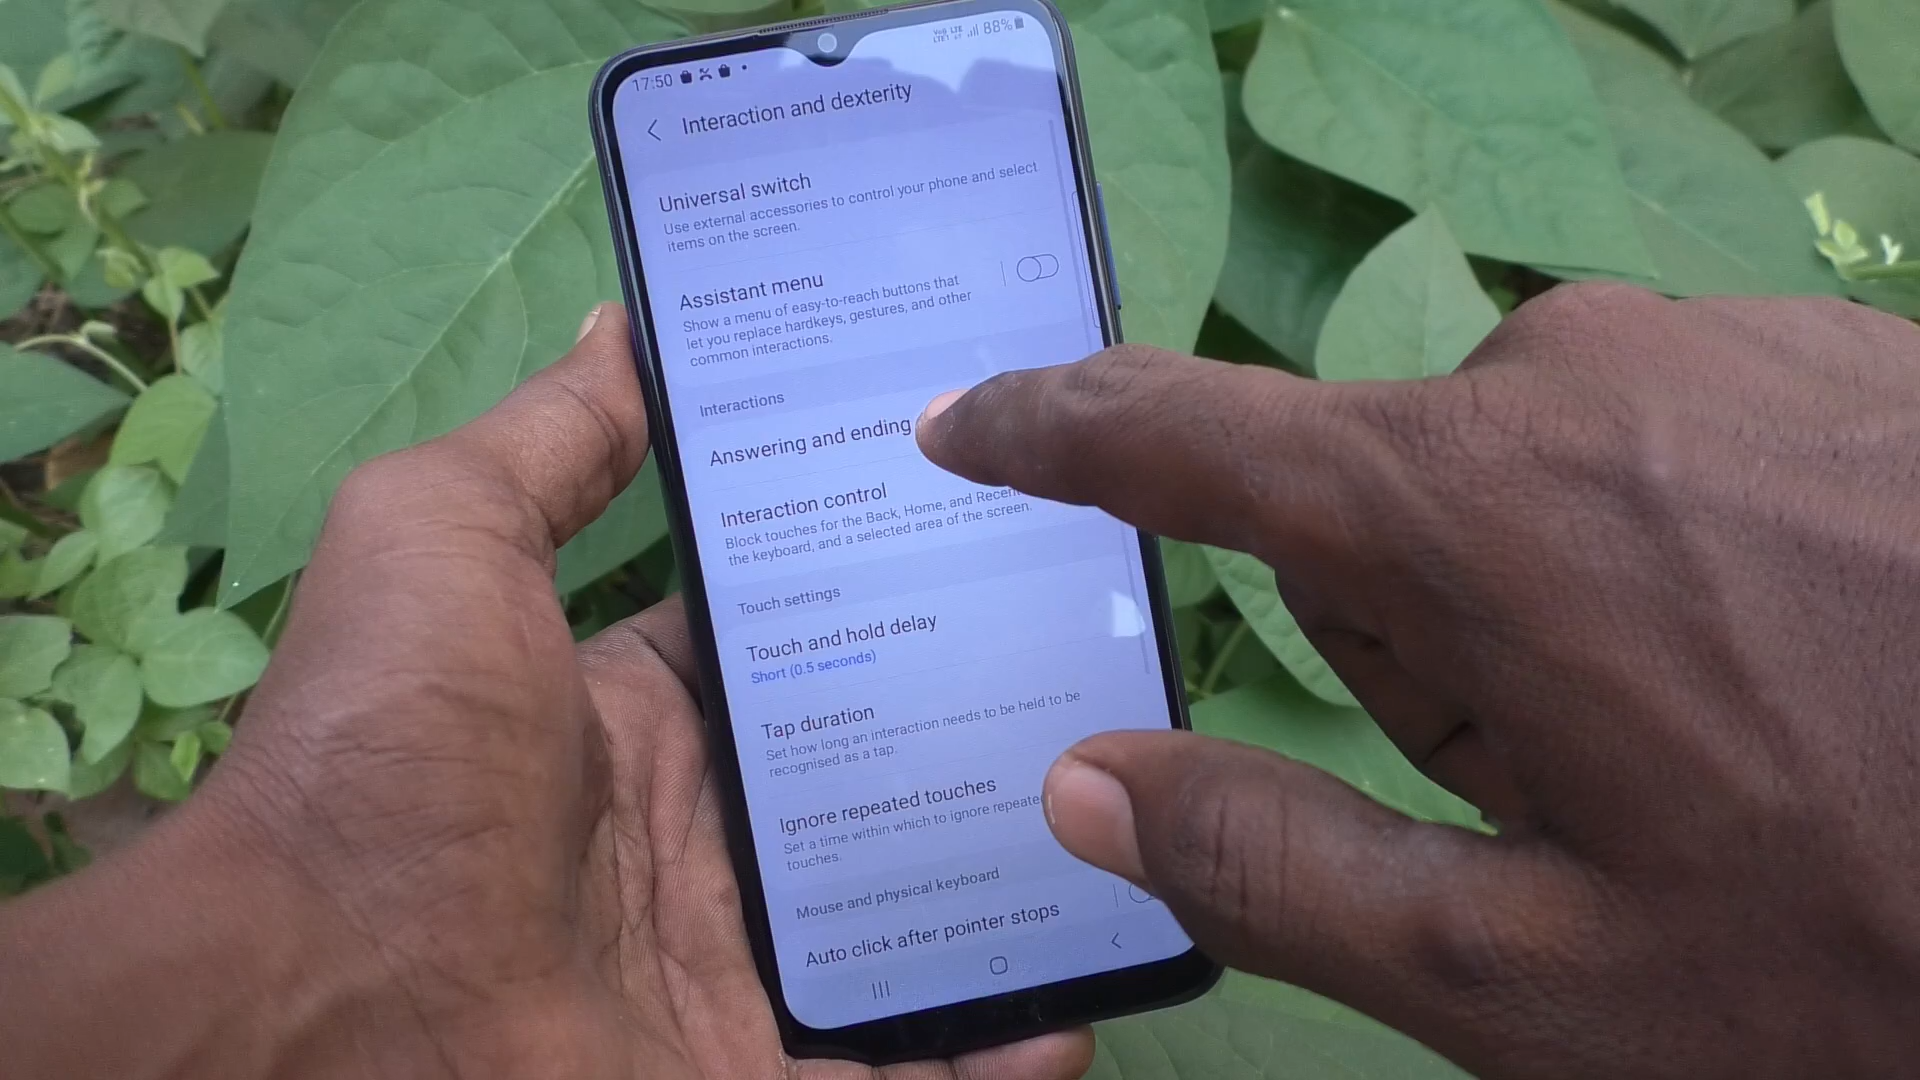 17:50
88%
Interaction and dexterity
Universal switch
Use external accessories to control your phone and select
items on the screen.
Assistant menu
Show a menu of easy-to-reach buttons that
let you replace hardkeys, gestures, and other
common interactions.
Interactions
Answering and ending
Interaction control
Block touches for the Back, Home, and Recen
the keyboard, and a selected area of the screen.
Touch settings
Touch and hold delay
Short (0.5 seconds)
Tap duration
Set how long an interaction needs to be held to be
recognised as a tap.
Ignore repeated touches
Set a time within which to ignore repeate
touches.
Mouse and physical keyboard
Auto click after pointer stops